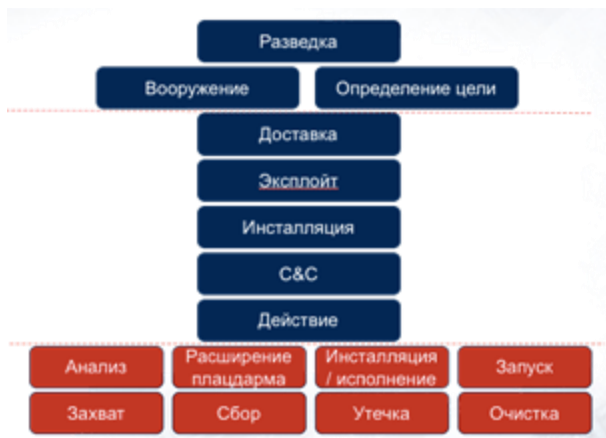 Разведка
Вооружение
Определение цели
Доставка
Эксплойт
Инсталляция
C&C
Действие
Анализ
Расширение
плацдарма
Инсталляция
/ исполнение
Запуск
Захват
Сбор
Утечка
Очистка